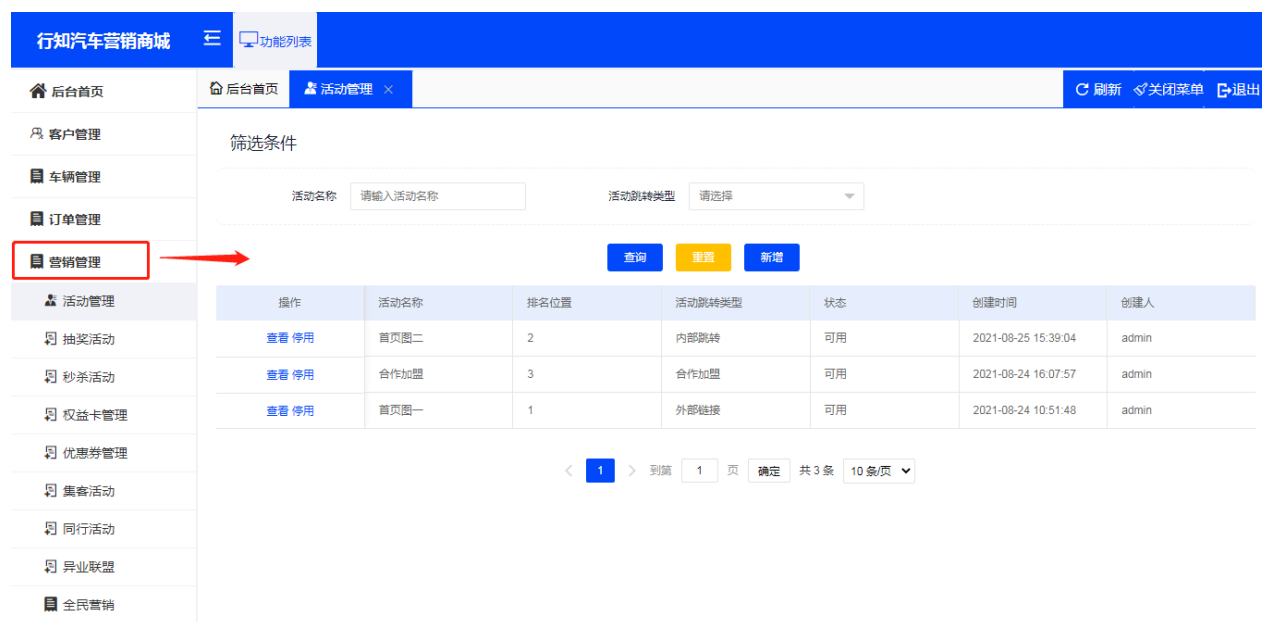 行知汽车营销商城
功能列表
后台首页
客户管理
车辆管理
订单管理
营销管理
活动管理
抽奖活动
秒杀活动
权益卡管理
优惠券管理
集客活动
同行活动
异业联盟
全民营销
后台首页 活动管理 × 刷新 关闭菜单 退出
筛选条件
活动名称 请输入活动名称 活动跳转类型 请选择
查询 重置 新增
操作 活动名称 排名位置 活动跳转类型 状态 创建时间 创建人
查看 停用 首页图二 2 内部跳转 可用 2021-08-25 15:39:04 admin
查看 停用 合作加盟 3 合作加盟 可用 2021-08-24 16:07:57 admin
查看 停用 首页图一 1 外部链接 可用 2021-08-24 10:51:48 admin
1 到第 1 页 确定 共 3 条 10 条/页